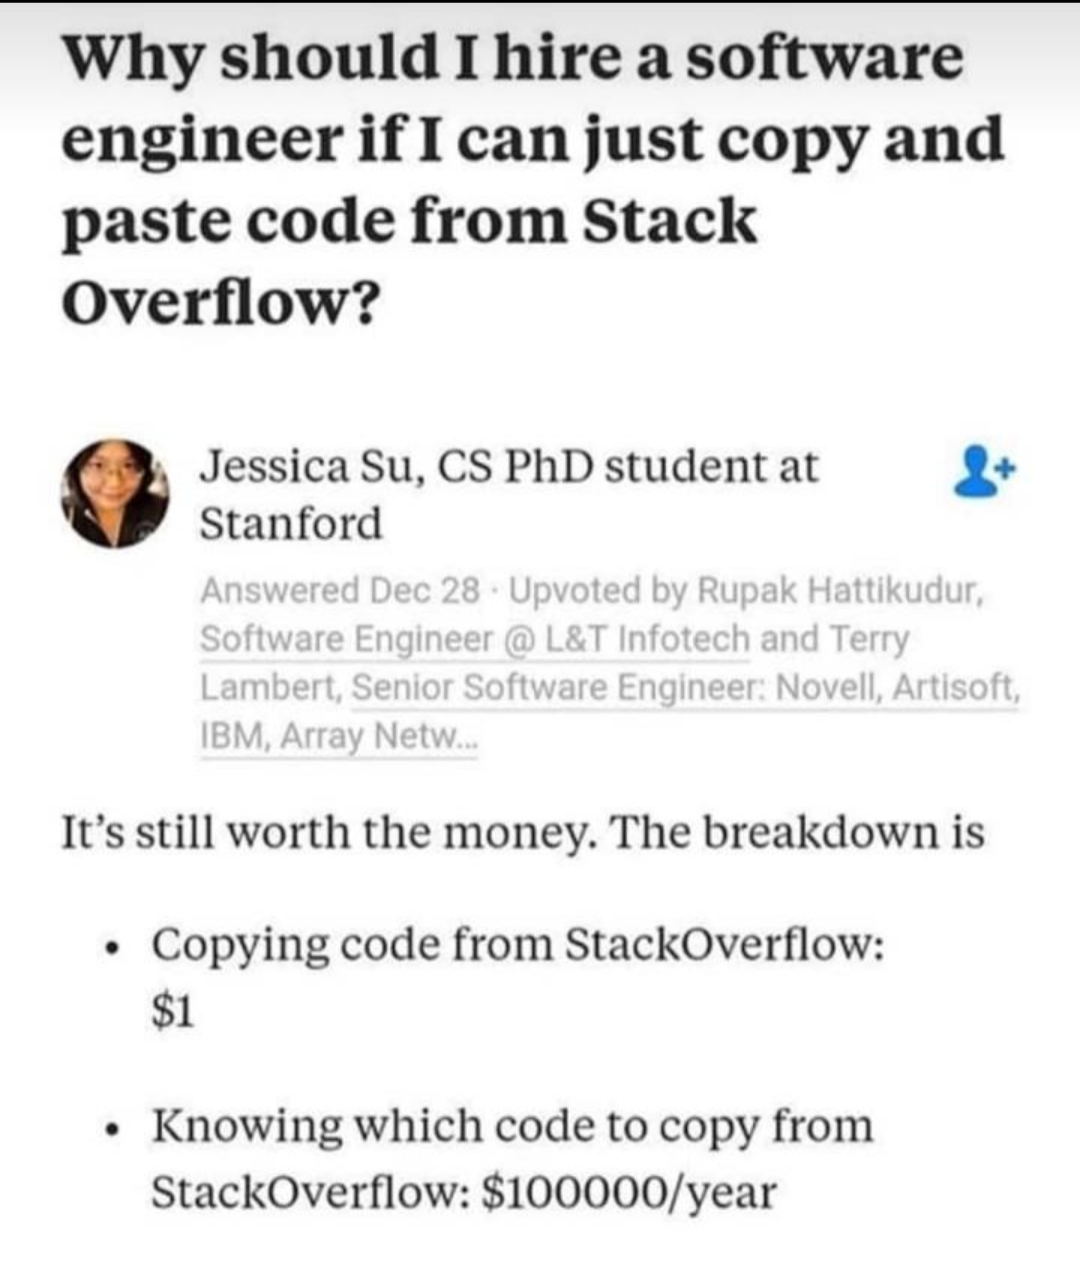 Why should I hire a software
engineer if I can just copy and
paste code from Stack
Overflow?
Jessica Su, CS PhD student at
Stanford
Answered Dec 28 · Upvoted by Rupak Hattikudur,
Software Engineer @ L&T Infotech and Terry
Lambert, Senior Software Engineer: Novell, Artisoft,
IBM, Array Netw...
It’s still worth the money. The breakdown is
• Copying code from StackOverflow:
$1
• Knowing which code to copy from
StackOverflow: $100000/year